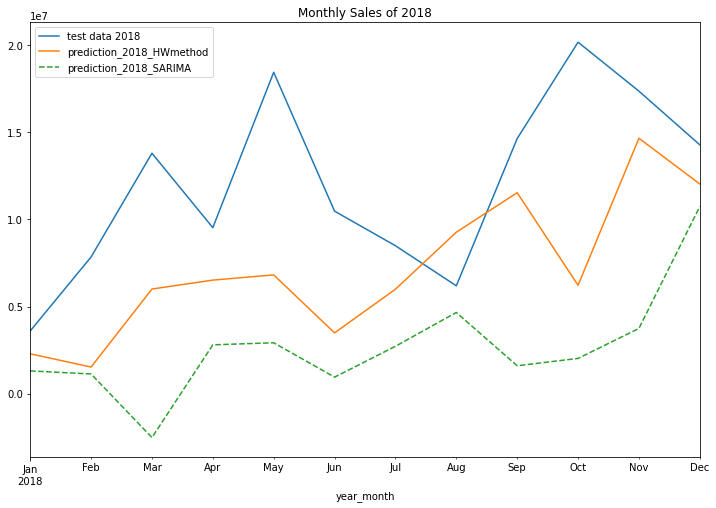 Monthly Sales of 2018
1e7
test data 2018
prediction_2018_HWmethod
prediction_2018_SARIMA
2.0
1.5
1.0
0.5
0.0
Jan Feb Mar Apr May Jun Jul Aug Sep Oct Nov Dec
2018
year_month